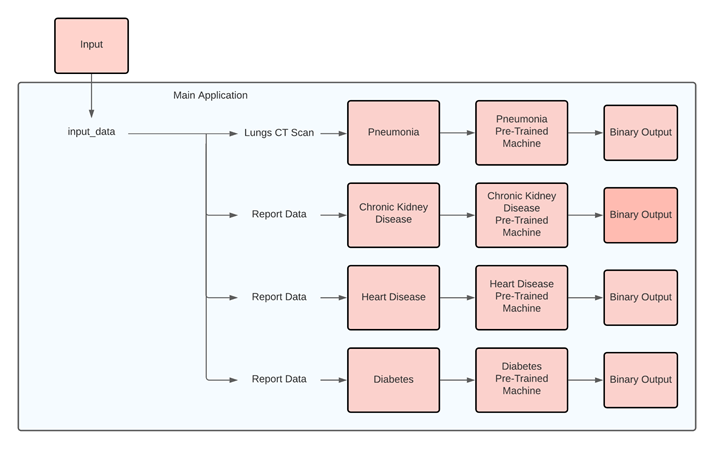 Input
Main Application
input_data
Lungs CT Scan
Pneumonia
Pneumonia
Pre-Trained
Machine
Binary Output
Report Data
Chronic Kidney
Disease
Chronic Kidney
Disease
Pre-Trained
Machine
Binary Output
Report Data
Heart Disease
Heart Disease
Pre-Trained
Machine
Binary Output
Report Data
Diabetes
Diabetes
Pre-Trained
Machine
Binary Output